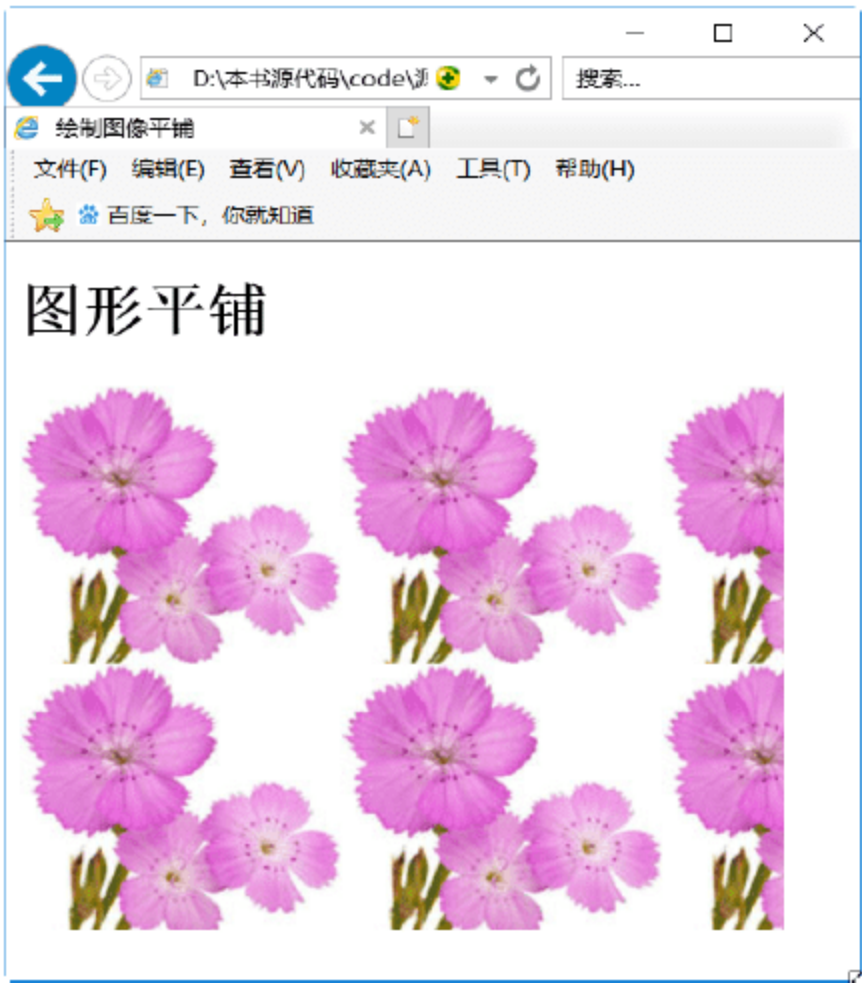 D:\本书源代码\code\源 搜索...
绘制图像平铺
文件(F) 编辑(E) 查看(V) 收藏夹(A) 工具(T) 帮助(H)
百度一下，你就知道
图形平铺